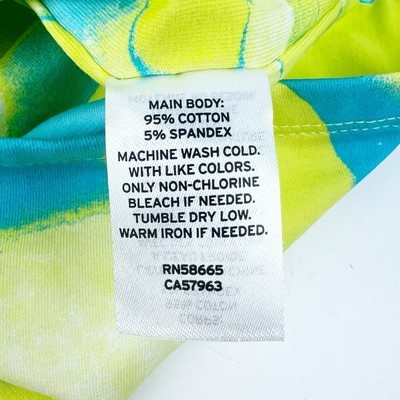 MAIN BODY:
95% COTTON
5% SPANDEX
MACHINE WASH COLD.
WITH LIKE COLORS.
ONLY NON-CHLORINE
BLEACH IF NEEDED.
TUMBLE DRY LOW.
WARM IRON IF NEEDED.
RN58665
CA57963